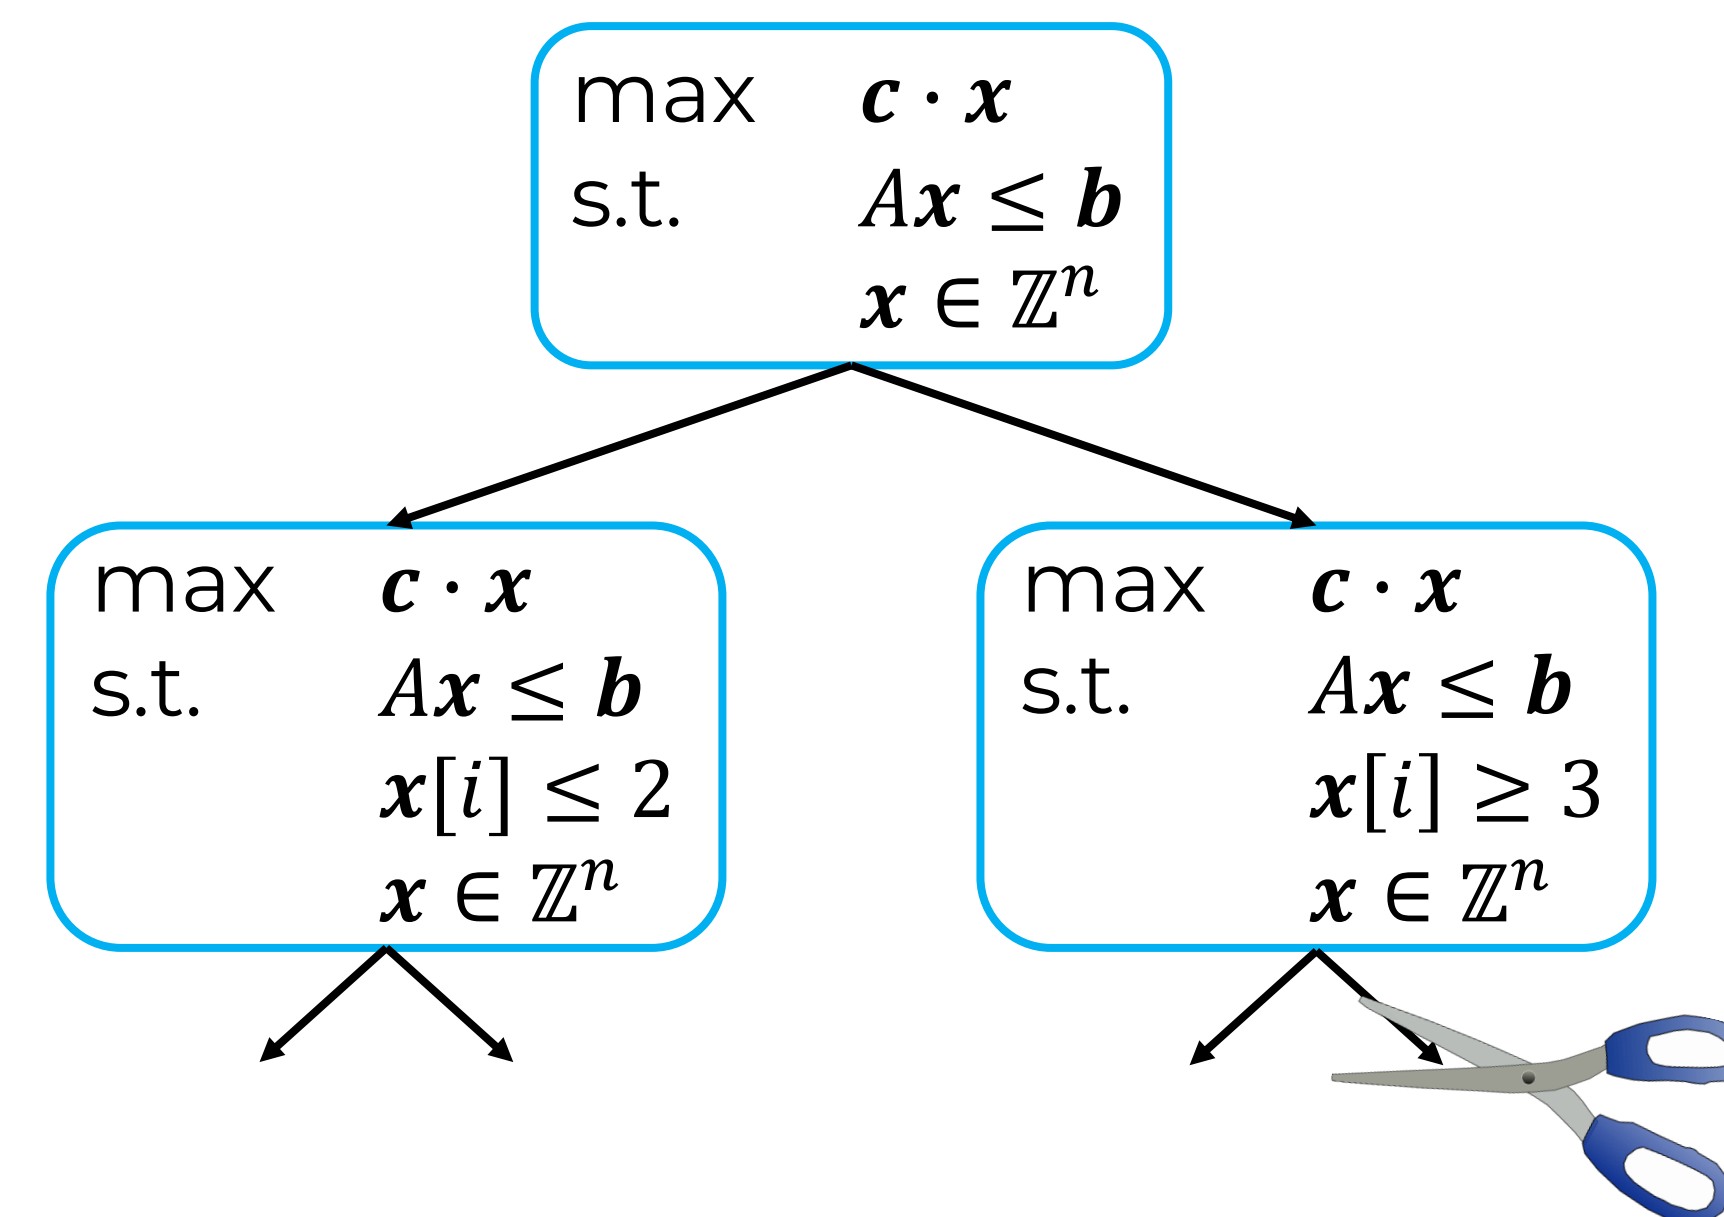 max c · x
s.t. Ax ≤ b
x ∈ ℤⁿ
max c · x
s.t. Ax ≤ b
x[i] ≤ 2
x ∈ ℤⁿ
max c · x
s.t. Ax ≤ b
x[i] ≥ 3
x ∈ ℤⁿ